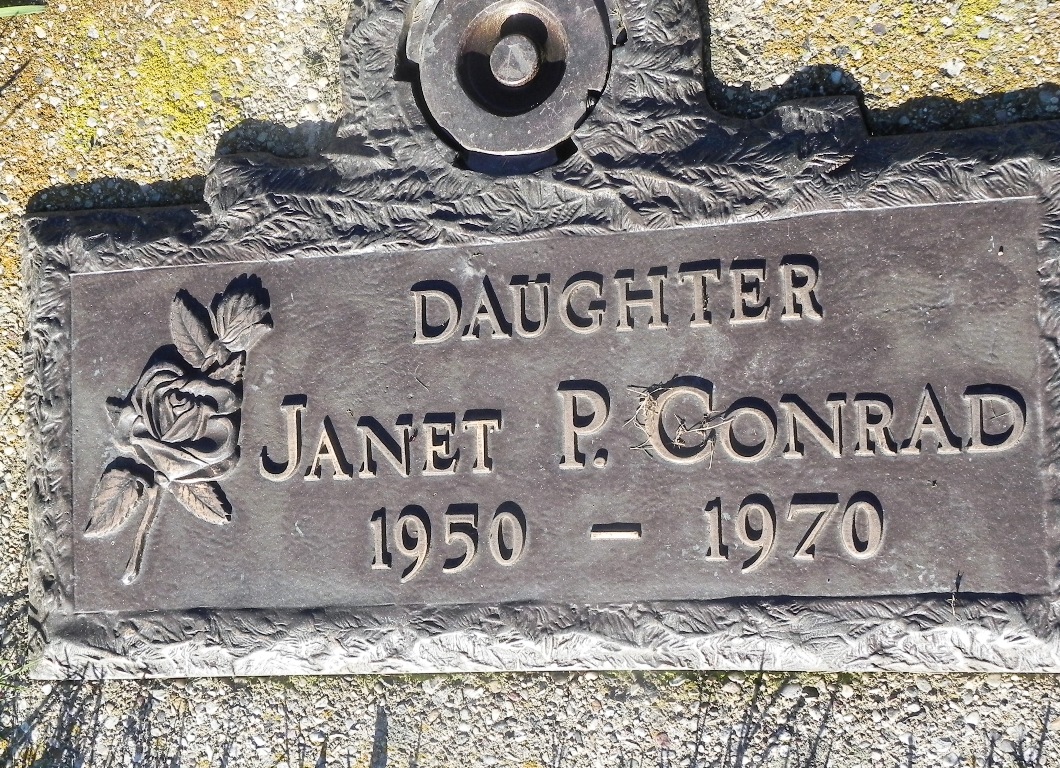 DAUGHTER
JANET P. CONRAD
1950 – 1970